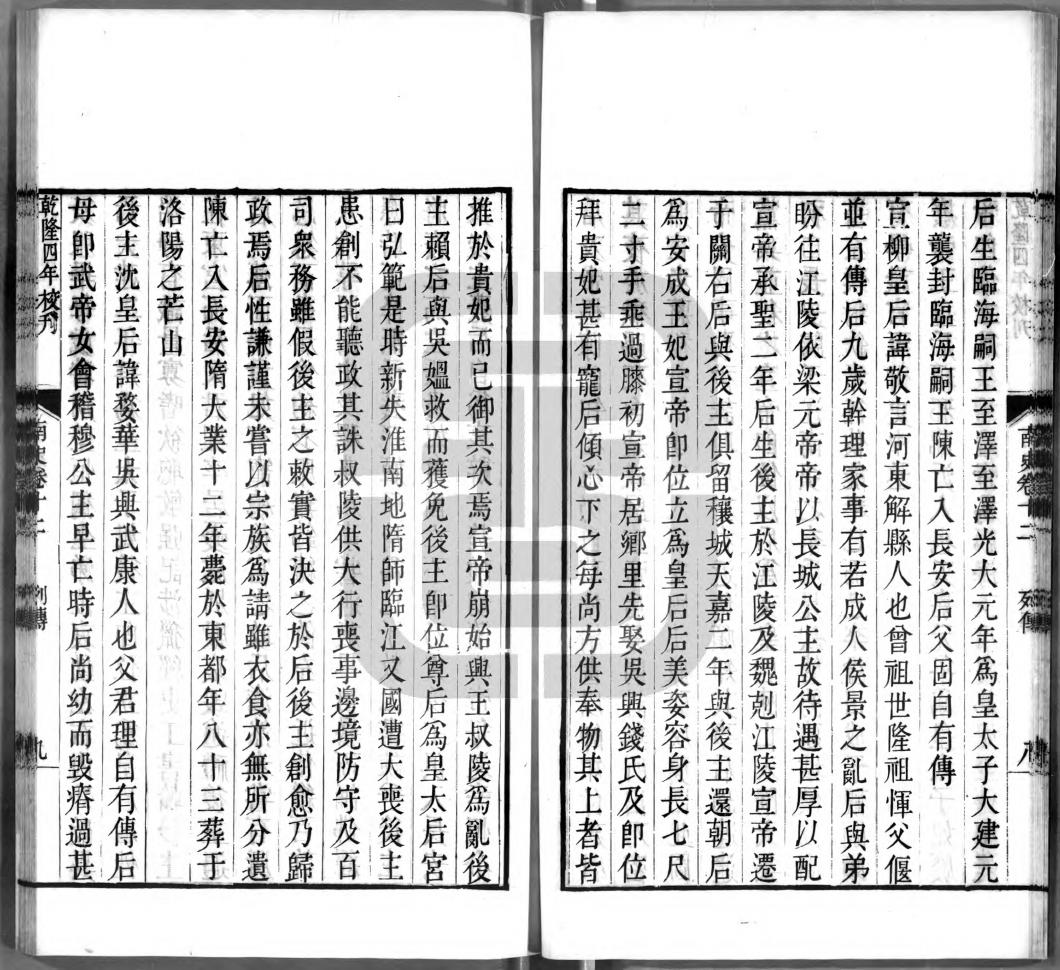 后生臨海嗣王至澤至澤光大元年爲皇太子大建元
年襲封臨海嗣王陳亡入長安后父固自有傳
宣柳皇后諱敬言河東解縣人也曾祖世隆祖惲父偃
並有傳后九歲幹理家事有若成人侯景之亂后與弟
盼往江陵依梁元帝帝以長城公主故待遇甚厚以配
宣帝承聖二年后生後主於江陵及魏剋江陵宣帝遷
于關右后與後主俱留穰城天嘉二年與後主還朝后
爲安成王妃宣帝卽位立爲皇后后美姿容身長七尺
二寸手垂過膝初宣帝居鄉里先娶吳興錢氏及卽位
拜貴妃甚有寵后傾心下之每尚方供奉物其上者皆
南史卷十二 列傳 八
推於貴妃而已御其次焉宣帝崩始興王叔陵爲亂後
主賴后與吳媼救而獲免後主卽位尊后爲皇太后宮
曰弘範是時新失淮南地隋師臨江又國遭大喪後主
患創不能聽政其誅叔陵供大行喪事邊境防守及百
司衆務雖假後主之敕實皆決之於后後主創愈乃歸
政焉后性謙謹未嘗以宗族爲請雖衣食亦無所分遺
陳亡入長安隋大業十二年薨於東都年八十三葬于
洛陽之芒山
後主沈皇后諱婺華吳興武康人也父君理自有傳后
母卽武帝女會稽穆公主早亡時后尚幼而毀瘠過甚
乾隆四年校刊 南史卷十二 列傳 九